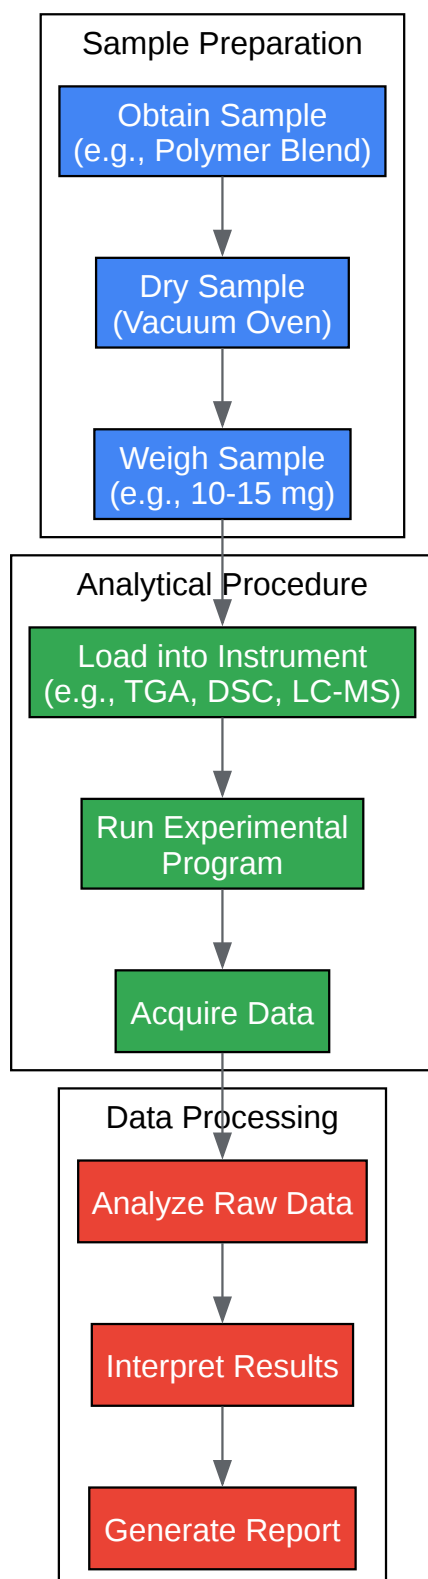 Sample Preparation
Obtain Sample
(e.g., Polymer Blend)
Dry Sample
(Vacuum Oven)
Weigh Sample
(e.g., 10-15 mg)
Analytical Procedure
Load into Instrument
(e.g., TGA, DSC, LC-MS)
Run Experimental
Program
Acquire Data
Data Processing
Analyze Raw Data
Interpret Results
Generate Report